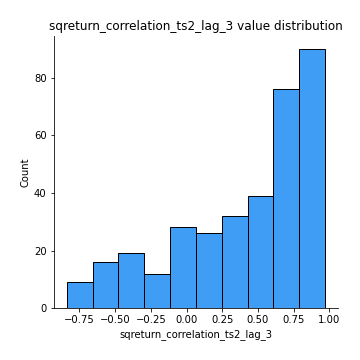 sqreturn_correlation_ts2_lag_3 value distribution
80
60
40
20
0
Count
−0.75 −0.50 −0.25 0.00 0.25 0.50 0.75 1.00
sqreturn_correlation_ts2_lag_3